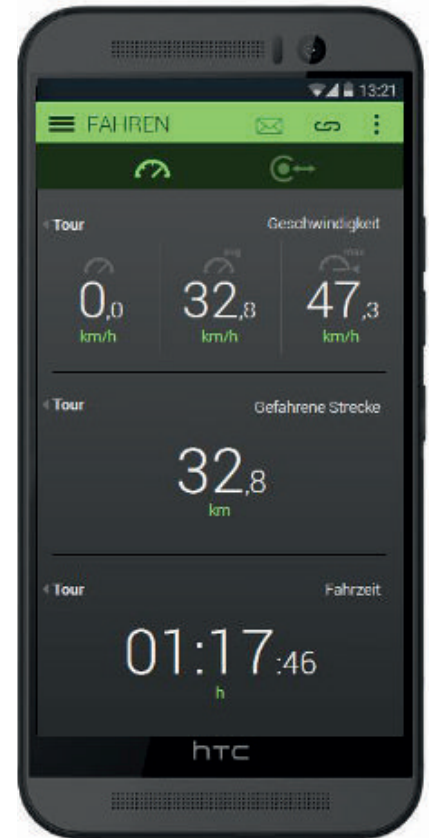 13:21
FAHREN
Tour Geschwindigkeit
avg max
0,0 32,8 47,3
km/h km/h km/h
Tour Gefahrene Strecke
32,8
km
Tour Fahrzeit
01:17:46
h
hTC